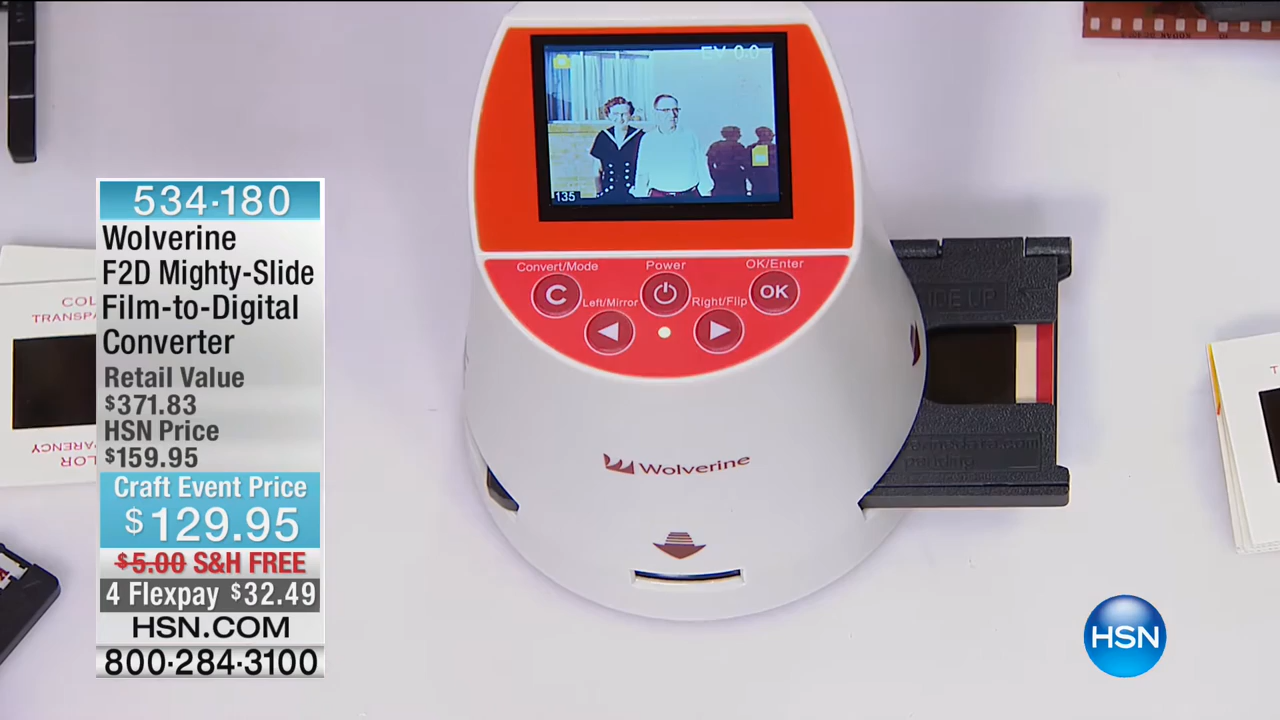 534·180
Wolverine
F2D Mighty-Slide
Film-to-Digital
Converter
Retail Value
$371.83
HSN Price
$159.95
Craft Event Price
$129.95
$5.00 S&H FREE
4 Flexpay $32.49
HSN.COM
800·284·3100
EV 0.0
135
Convert/Mode
Power
OK/Enter
C
OK
Left/Mirror
Right/Flip
Wolverine
HSN
KODAK